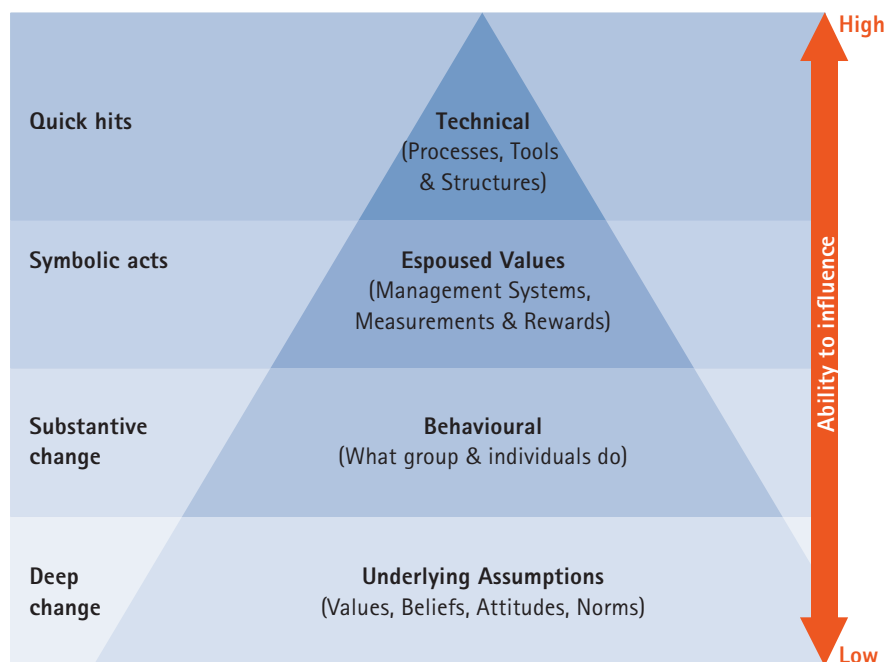 High
Quick hits
Technical
(Processes, Tools
& Structures)
Symbolic acts
Espoused Values
(Management Systems,
Measurements & Rewards)
Ability to influence
Substantive
change
Behavioural
(What group & individuals do)
Deep
change
Underlying Assumptions
(Values, Beliefs, Attitudes, Norms)
Low